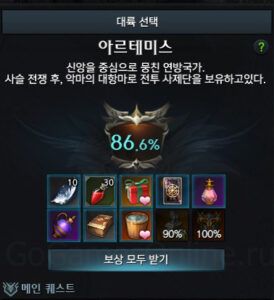 대륙 선택
아르테미스
?
신앙을 중심으로 뭉친 연방국가.
사슬 전쟁 후, 악마의 대항마로 전투 사제단을 보유하고있다.
86.6%
10 30
90% 100%
보상 모두 받기
메인 퀘스트